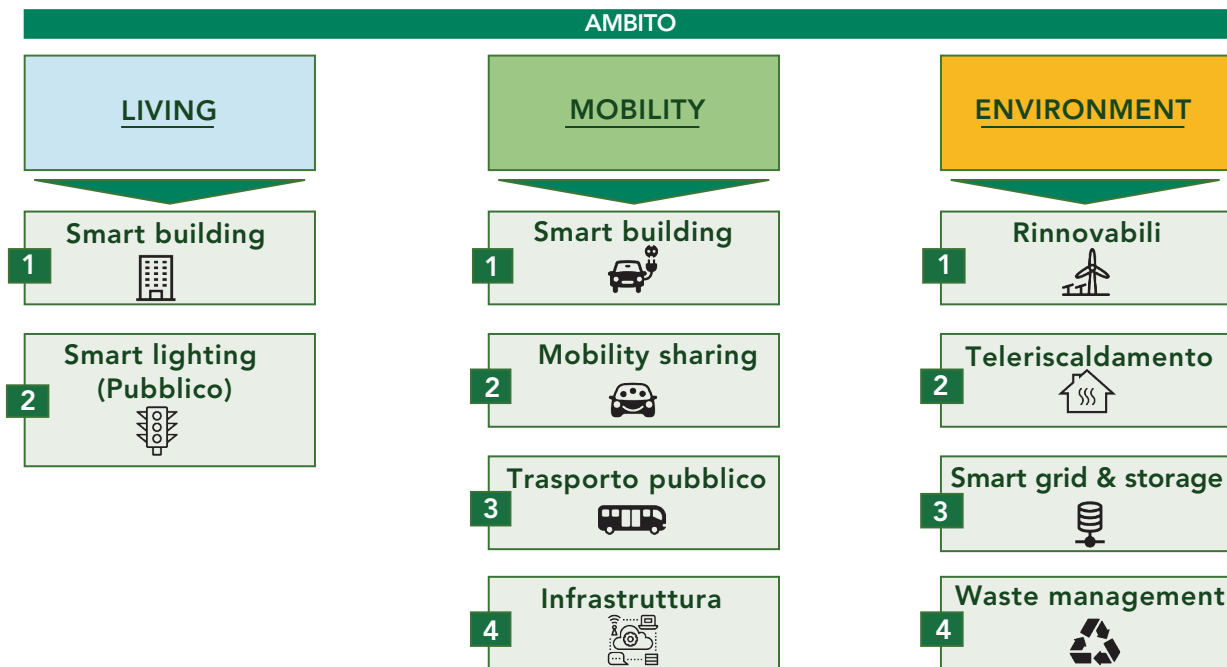 AMBITO
LIVING
1
Smart building
2
Smart lighting
(Pubblico)
MOBILITY
1
Smart building
2
Mobility sharing
3
Trasporto pubblico
4
Infrastruttura
ENVIRONMENT
1
Rinnovabili
2
Teleriscaldamento
3
Smart grid & storage
4
Waste management